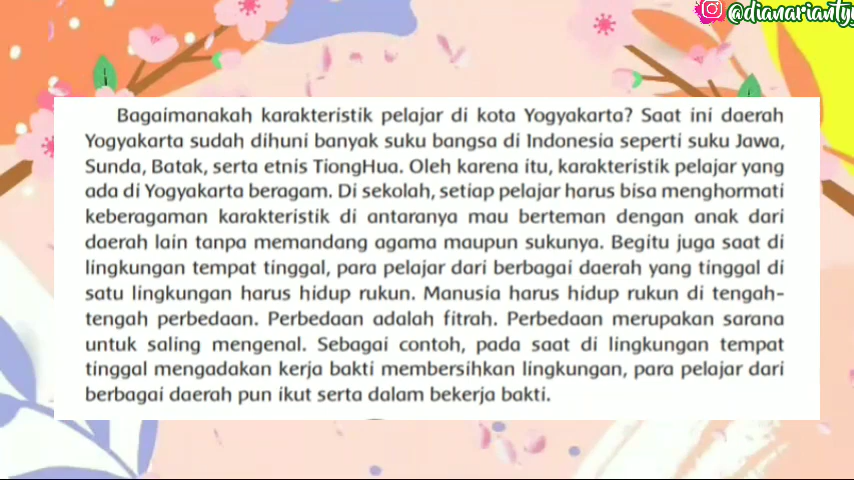 @dianarianty
Bagaimanakah karakteristik pelajar di kota Yogyakarta? Saat ini daerah
Yogyakarta sudah dihuni banyak suku bangsa di Indonesia seperti suku Jawa,
Sunda, Batak, serta etnis TiongHua. Oleh karena itu, karakteristik pelajar yang
ada di Yogyakarta beragam. Di sekolah, setiap pelajar harus bisa menghormati
keberagaman karakteristik di antaranya mau berteman dengan anak dari
daerah lain tanpa memandang agama maupun sukunya. Begitu juga saat di
lingkungan tempat tinggal, para pelajar dari berbagai daerah yang tinggal di
satu lingkungan harus hidup rukun. Manusia harus hidup rukun di tengah-
tengah perbedaan. Perbedaan adalah fitrah. Perbedaan merupakan sarana
untuk saling mengenal. Sebagai contoh, pada saat di lingkungan tempat
tinggal mengadakan kerja bakti membersihkan lingkungan, para pelajar dari
berbagai daerah pun ikut serta dalam bekerja bakti.